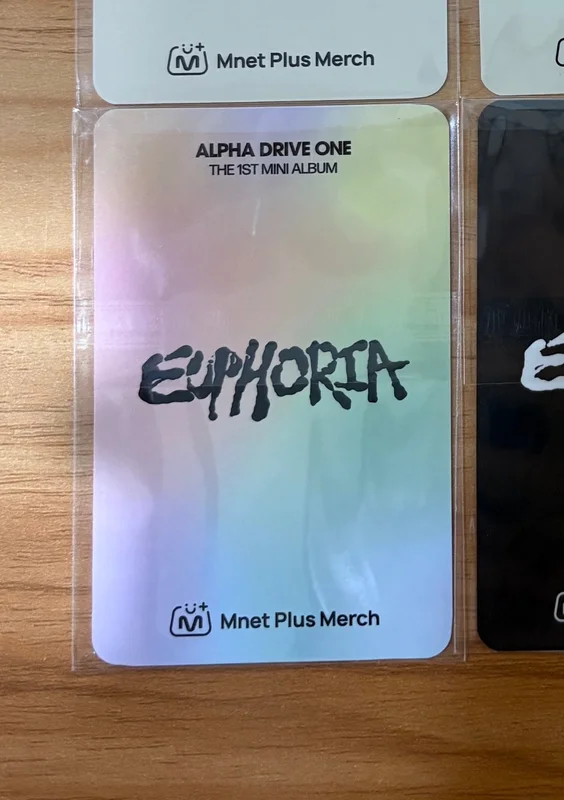 Mnet Plus Merch
ALPHA DRIVE ONE
THE 1ST MINI ALBUM
EUPHORIA
E
Mnet Plus Merch